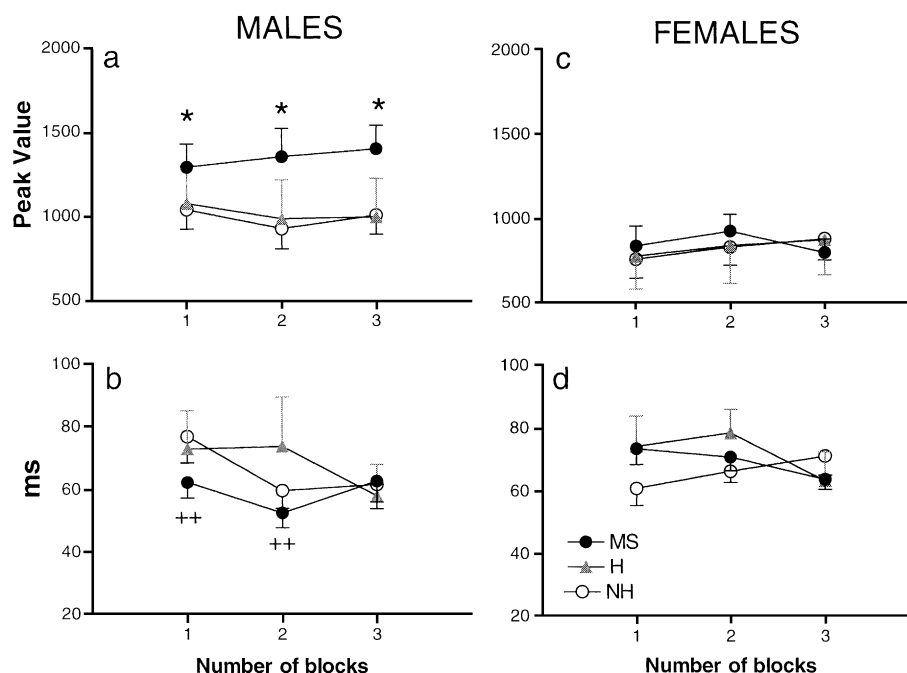 MALES
a
Peak Value
2000
1500
1000
500
* * *
1 2 3
FEMALES
c
2000
1500
1000
500
1 2 3
b
ms
100
80
60
40
20
++ ++
1 2 3
Number of blocks
d
100
80
60
40
20
MS
H
NH
1 2 3
Number of blocks